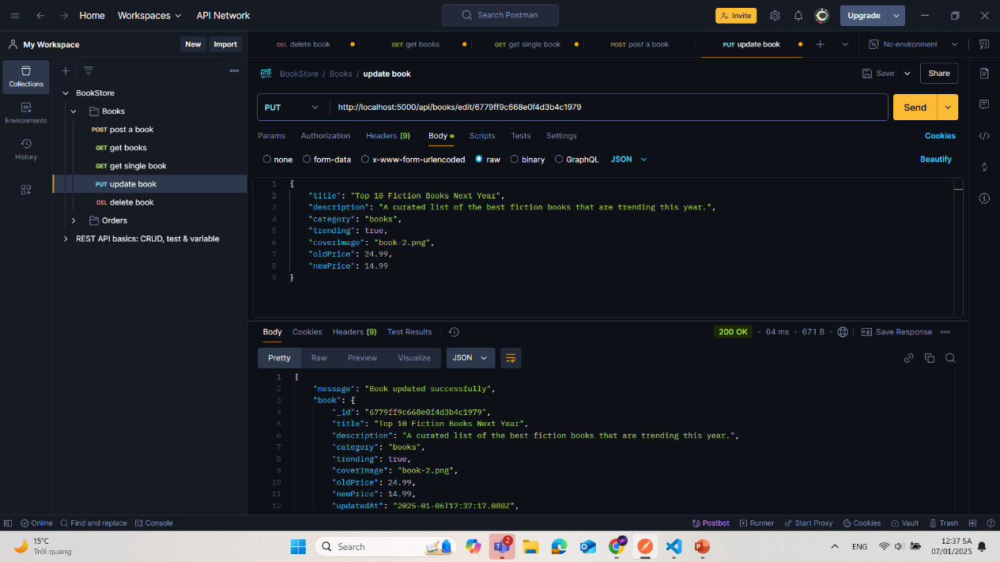 Home Workspaces API Network Search Postman Invite Upgrade
My Workspace New Import DEL delete book GET get books GET get single book POST post a book PUT update book No environment
Collections
Environments
History
BookStore
Books
POST post a book
GET get books
GET get single book
PUT update book
DEL delete book
Orders
REST API basics: CRUD, test & variable
HTTP BookStore / Books / update book Save Share
PUT http://localhost:5000/api/books/edit/6779ff9c668e0f4d3b4c1979 Send
Params Authorization Headers (9) Body Scripts Tests Settings Cookies
none form-data x-www-form-urlencoded raw binary GraphQL JSON Beautify
1 {
2 "title": "Top 10 Fiction Books Next Year",
3 "description": "A curated list of the best fiction books that are trending this year.",
4 "category": "books",
5 "trending": true,
6 "coverImage": "book-2.png",
7 "oldPrice": 24.99,
8 "newPrice": 14.99
9 }
Body Cookies Headers (9) Test Results 200 OK • 64 ms • 671 B • Save Response
Pretty Raw Preview Visualize JSON
1 {
2 "message": "Book updated successfully",
3 "book": {
4 "_id": "6779ff9c668e0f4d3b4c1979",
5 "title": "Top 10 Fiction Books Next Year",
6 "description": "A curated list of the best fiction books that are trending this year.",
7 "category": "books",
8 "trending": true,
9 "coverImage": "book-2.png",
10 "oldPrice": 24.99,
11 "newPrice": 14.99,
12 "updatedAt": "2025-01-06T17:37:17.080Z",
Online Find and replace Console Postbot Runner Start Proxy Cookies Vault Trash
15°C
Trời quang
Search
2
ENG
12:37 SA
07/01/2025